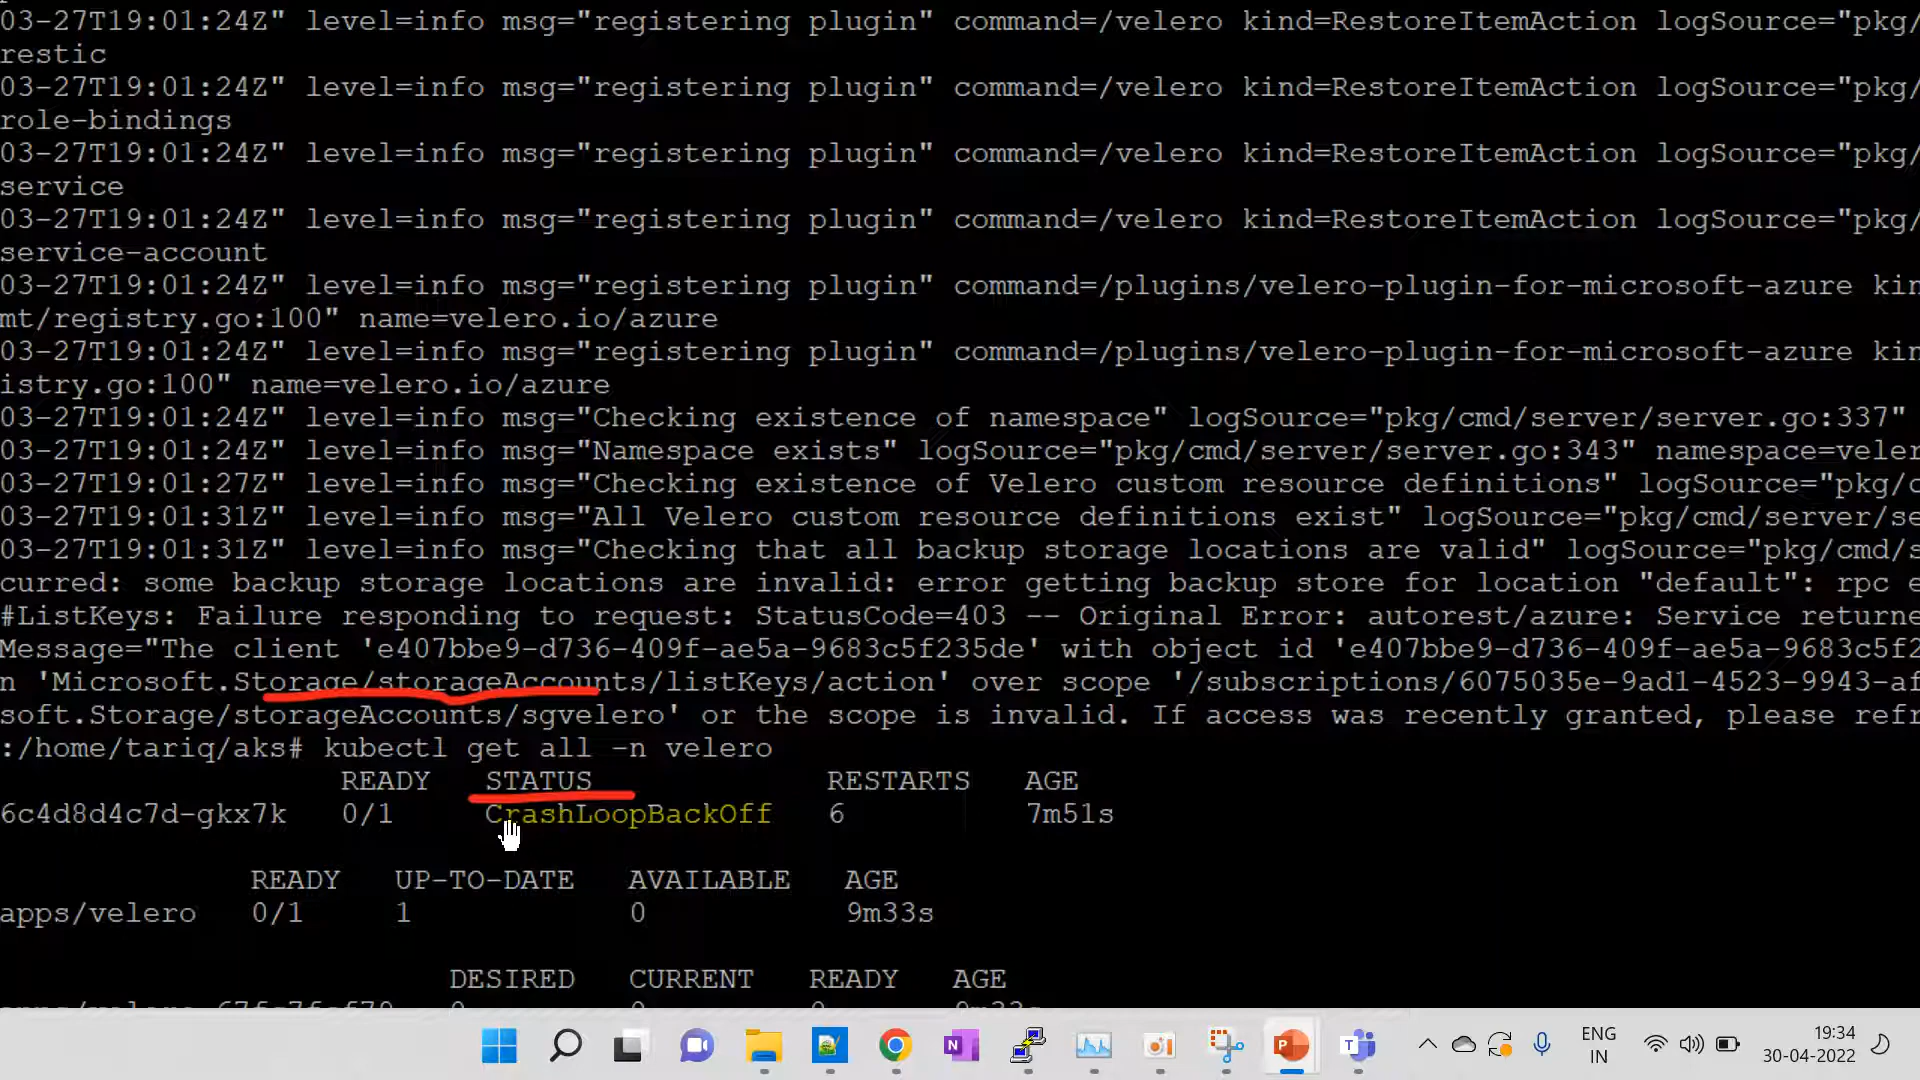 03-27T19:01:24Z" level=info msg="registering plugin" command=/velero kind=RestoreItemAction logSource="pkg/
restic
03-27T19:01:24Z" level=info msg="registering plugin" command=/velero kind=RestoreItemAction logSource="pkg/
role-bindings
03-27T19:01:24Z" level=info msg="registering plugin" command=/velero kind=RestoreItemAction logSource="pkg/
service
03-27T19:01:24Z" level=info msg="registering plugin" command=/velero kind=RestoreItemAction logSource="pkg/
service-account
03-27T19:01:24Z" level=info msg="registering plugin" command=/plugins/velero-plugin-for-microsoft-azure kin
mt/registry.go:100" name=velero.io/azure
03-27T19:01:24Z" level=info msg="registering plugin" command=/plugins/velero-plugin-for-microsoft-azure kin
istry.go:100" name=velero.io/azure
03-27T19:01:24Z" level=info msg="Checking existence of namespace" logSource="pkg/cmd/server/server.go:337"
03-27T19:01:24Z" level=info msg="Namespace exists" logSource="pkg/cmd/server/server.go:343" namespace=veler
03-27T19:01:27Z" level=info msg="Checking existence of Velero custom resource definitions" logSource="pkg/c
03-27T19:01:31Z" level=info msg="All Velero custom resource definitions exist" logSource="pkg/cmd/server/se
03-27T19:01:31Z" level=info msg="Checking that all backup storage locations are valid" logSource="pkg/cmd/s
curred: some backup storage locations are invalid: error getting backup store for location "default": rpc e
#ListKeys: Failure responding to request: StatusCode=403 -- Original Error: autorest/azure: Service returne
Message="The client 'e407bbe9-d736-409f-ae5a-9683c5f235de' with object id 'e407bbe9-d736-409f-ae5a-9683c5f2
n 'Microsoft.Storage/storageAccounts/listKeys/action' over scope '/subscriptions/6075035e-9ad1-4523-9943-af
soft.Storage/storageAccounts/sgvelero' or the scope is invalid. If access was recently granted, please refr
:/home/tariq/aks# kubectl get all -n velero
READY STATUS RESTARTS AGE
6c4d8d4c7d-gkx7k 0/1 CrashLoopBackOff 6 7m51s
READY UP-TO-DATE AVAILABLE AGE
apps/velero 0/1 1 0 9m33s
DESIRED CURRENT READY AGE
ENG
IN
19:34
30-04-2022